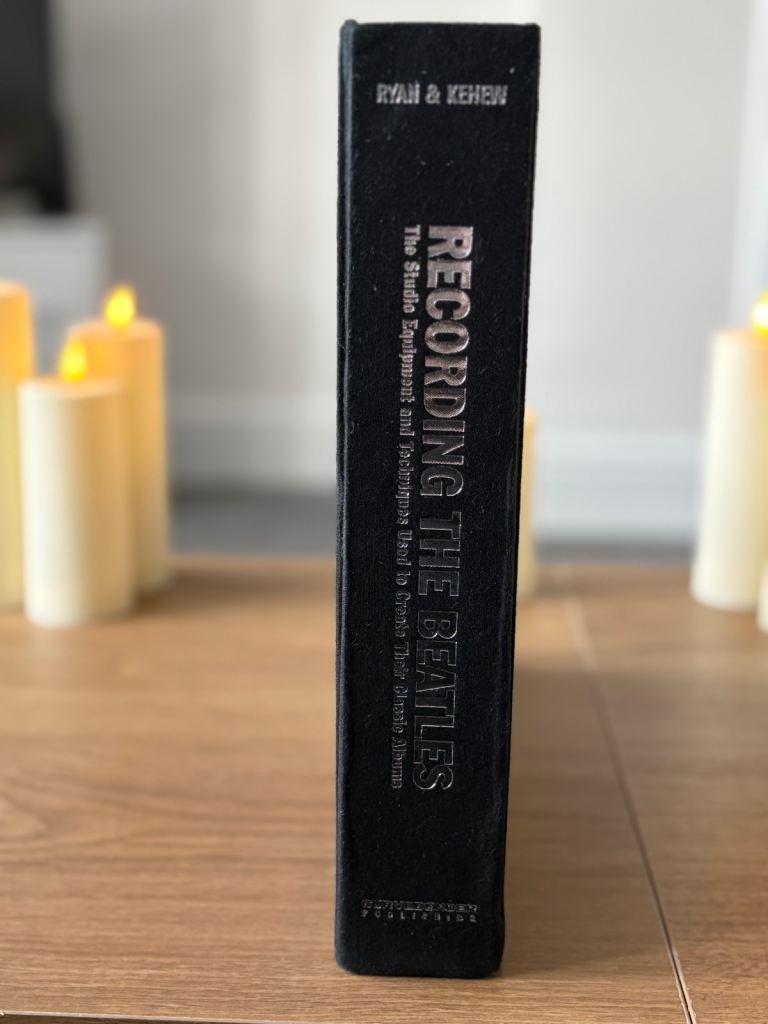 RYAN & KEHEW
RECORDING THE BEATLES
The Studio Equipment and Techniques Used to Create Their Classic Albums
CURVEBENDER
PUBLISHING